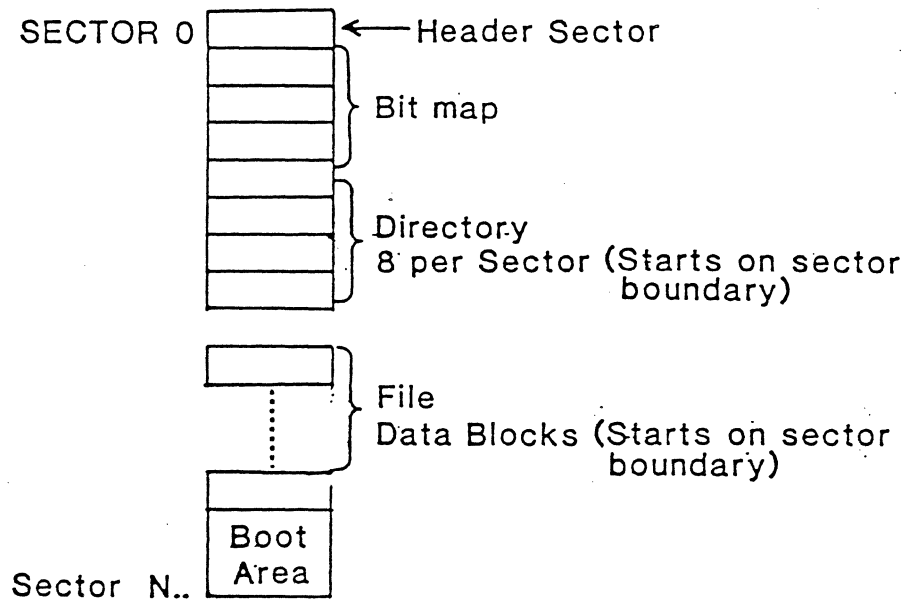 SECTOR 0
Header Sector
Bit map
Directory
8 per Sector (Starts on sector
boundary)
File
Data Blocks (Starts on sector
boundary)
Boot
Area
Sector N..